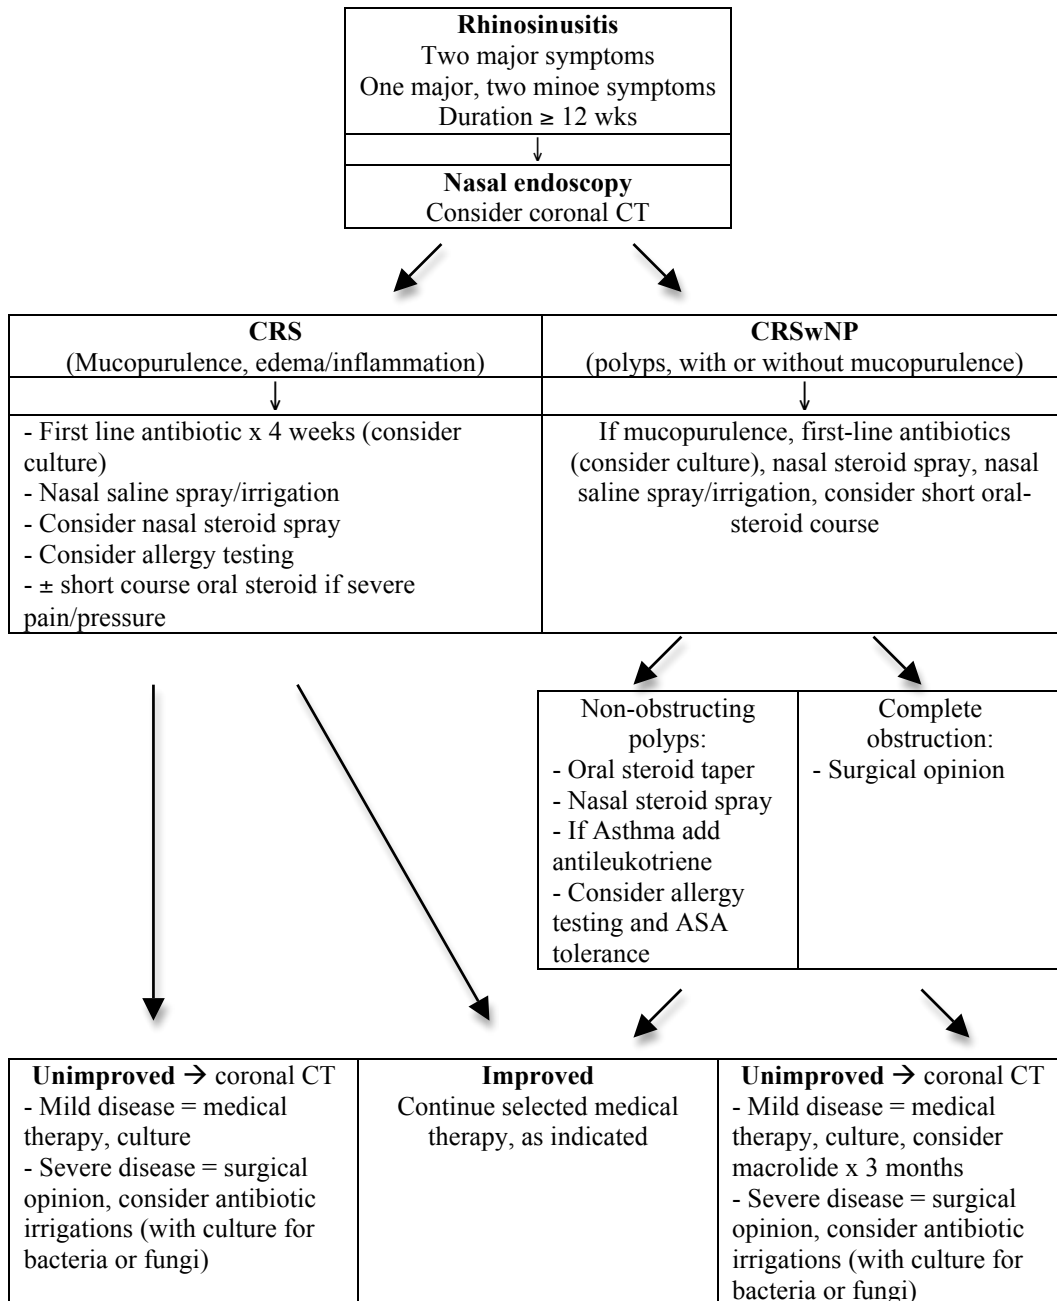 Rhinosinusitis
Two major symptoms
One major, two minoe symptoms
Duration ≥ 12 wks
↓
Nasal endoscopy
Consider coronal CT
CRS
(Mucopurulence, edema/inflammation)
↓
- First line antibiotic x 4 weeks (consider
culture)
- Nasal saline spray/irrigation
- Consider nasal steroid spray
- Consider allergy testing
- ± short course oral steroid if severe
pain/pressure
CRSwNP
(polyps, with or without mucopurulence)
↓
If mucopurulence, first-line antibiotics
(consider culture), nasal steroid spray, nasal
saline spray/irrigation, consider short oral-
steroid course
Non-obstructing
polyps:
- Oral steroid taper
- Nasal steroid spray
- If Asthma add
antileukotriene
- Consider allergy
testing and ASA
tolerance
Complete
obstruction:
- Surgical opinion
Unimproved → coronal CT
- Mild disease = medical
therapy, culture
- Severe disease = surgical
opinion, consider antibiotic
irrigations (with culture for
bacteria or fungi)
Improved
Continue selected medical
therapy, as indicated
Unimproved → coronal CT
- Mild disease = medical
therapy, culture, consider
macrolide x 3 months
- Severe disease = surgical
opinion, consider antibiotic
irrigations (with culture for
bacteria or fungi)